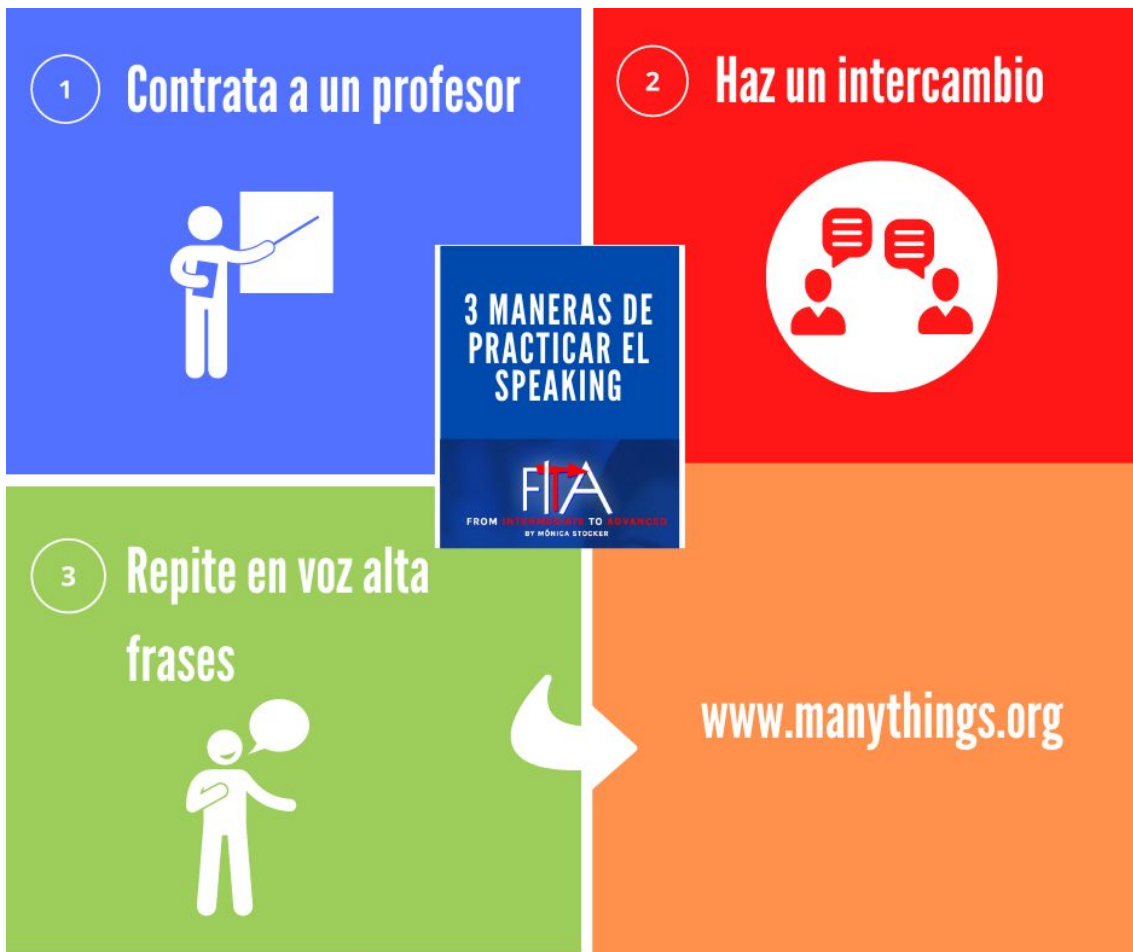 1
Contrata a un profesor
2
Haz un intercambio
3 MANERAS DE
PRACTICAR EL
SPEAKING
FITA
FROM INTERMEDIATE TO ADVANCED
BY MÓNICA STOCKER
3
Repite en voz alta
frases
www.manythings.org